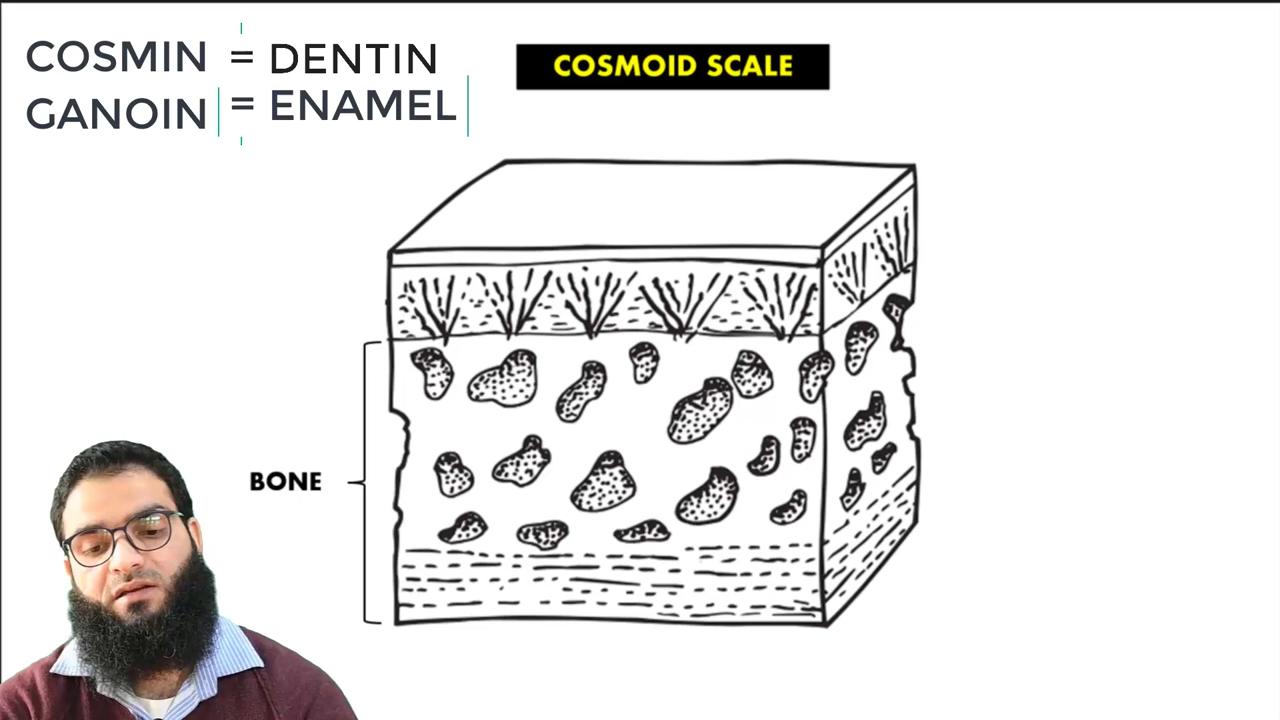 COSMIN = DENTIN
GANOIN = ENAMEL
COSMOID SCALE
BONE